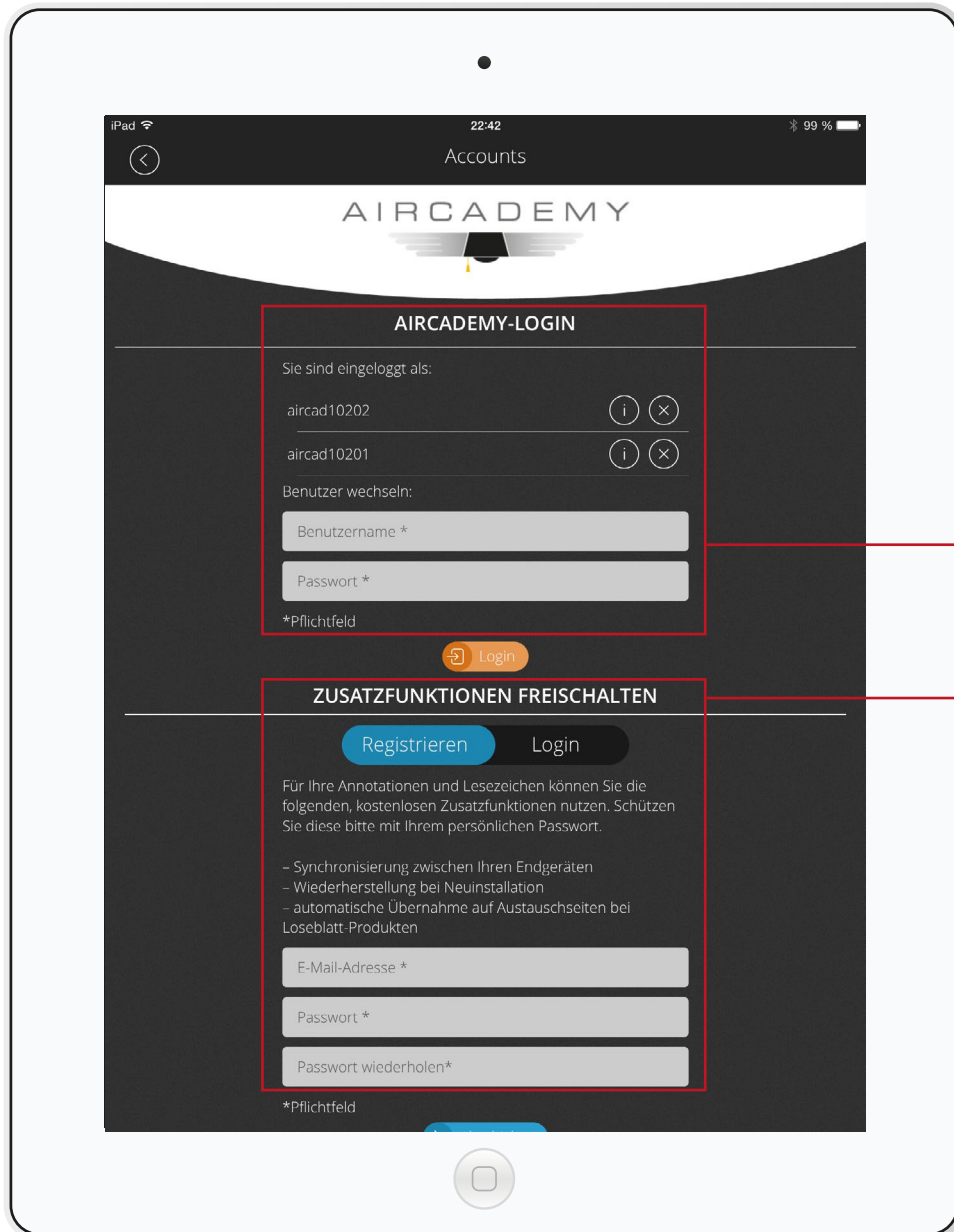 iPad 22:42 99 %
Accounts
AIRCADEMY
AIRCADEMY-LOGIN
Sie sind eingeloggt als:
aircad10202
aircad10201
Benutzer wechseln:
Benutzername *
Passwort *
*Pflichtfeld
Login
ZUSATZFUNKTIONEN FREISCHALTEN
Registrieren Login
Für Ihre Annotationen und Lesezeichen können Sie die
folgenden, kostenlosen Zusatzfunktionen nutzen. Schützen
Sie diese bitte mit Ihrem persönlichen Passwort.
– Synchronisierung zwischen Ihren Endgeräten
– Wiederherstellung bei Neuinstallation
– automatische Übernahme auf Austauschseiten bei
Loseblatt-Produkten
E-Mail-Adresse *
Passwort *
Passwort wiederholen*
*Pflichtfeld